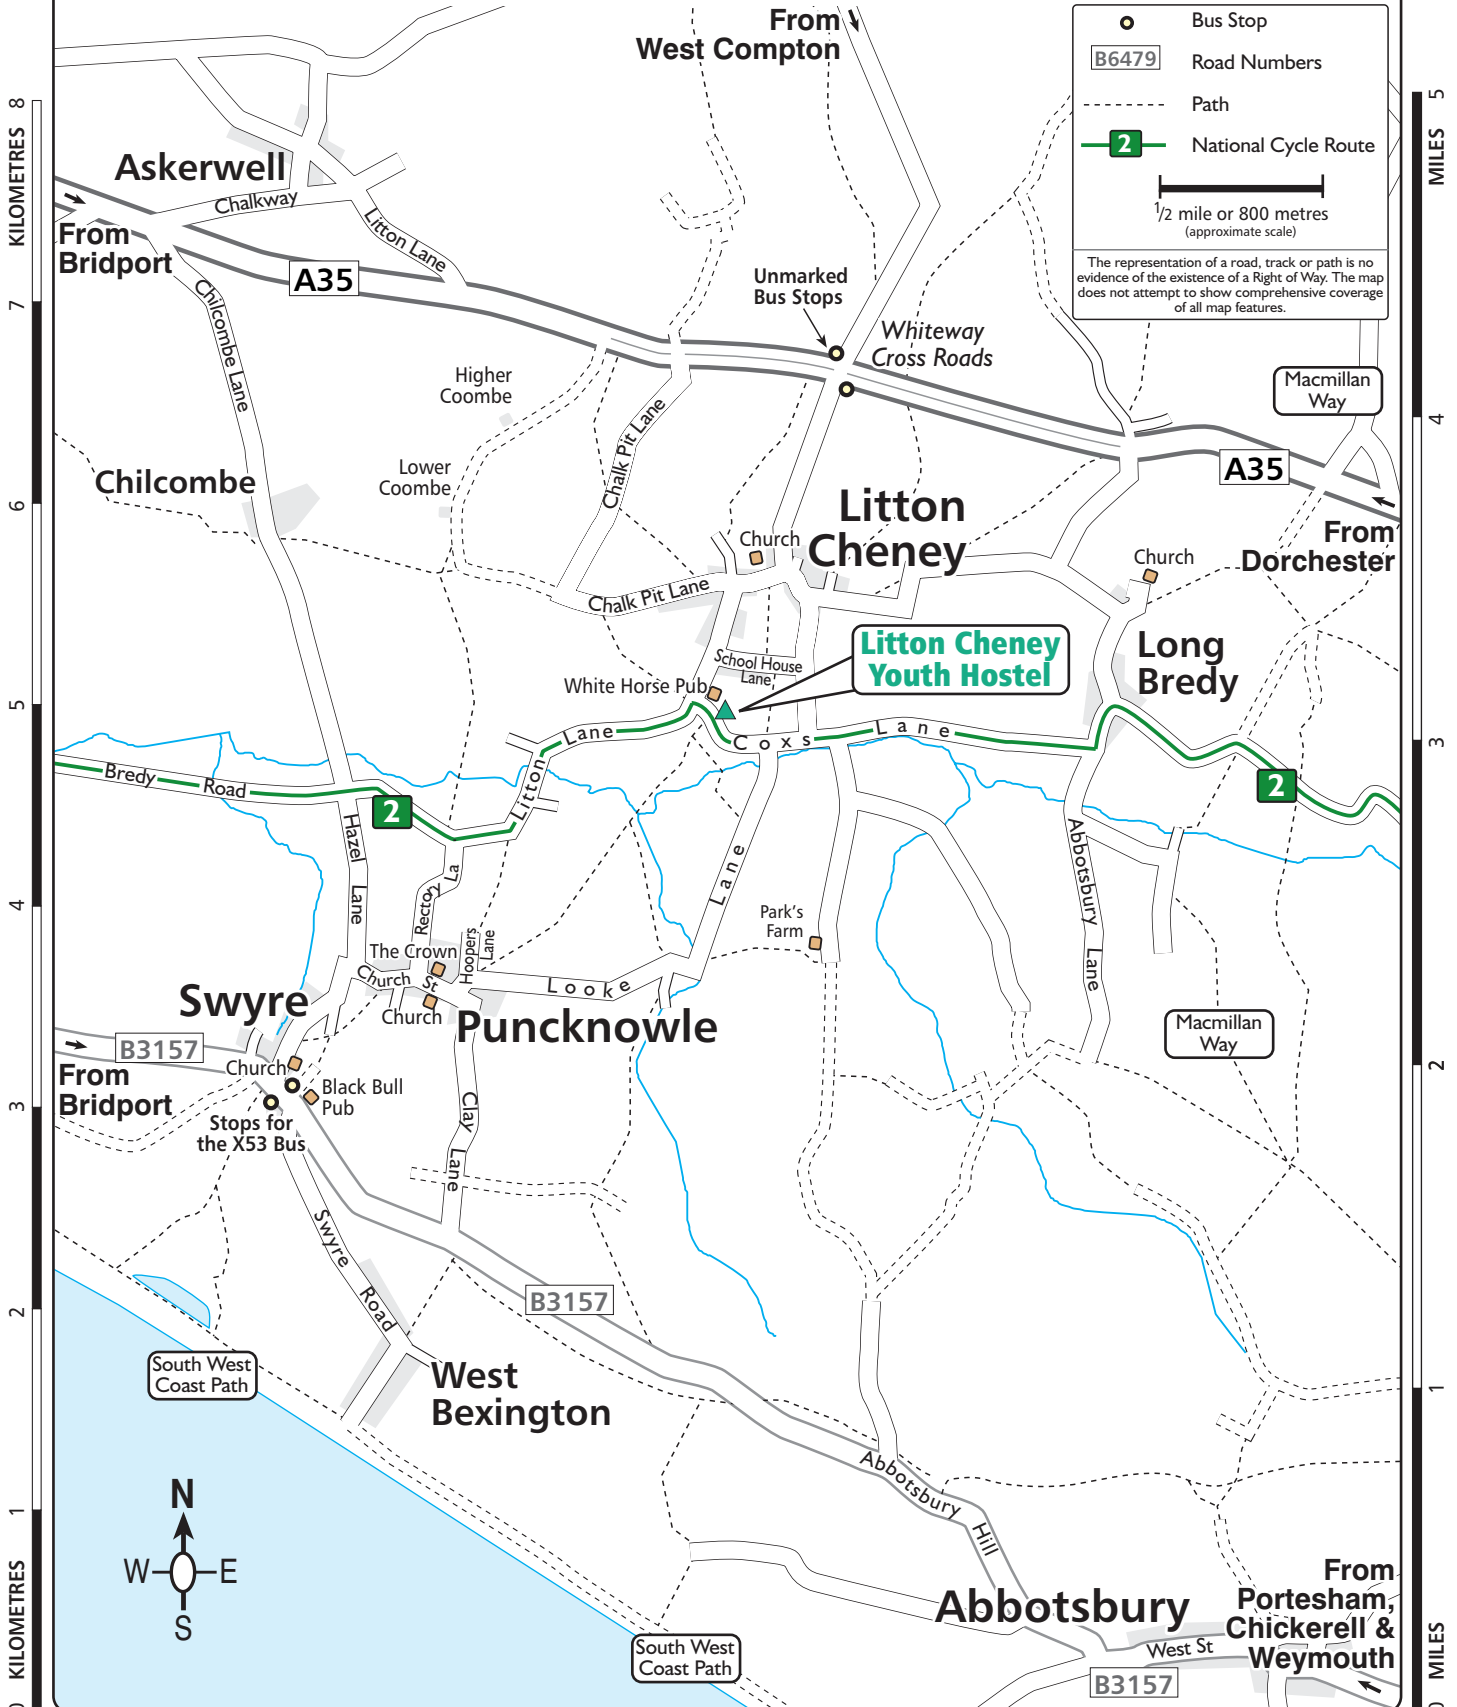 From
West Compton
Bus Stop
B6479
Road Numbers
Path
2
National Cycle Route
1/2 mile or 800 metres
(approximate scale)
The representation of a road, track or path is no
evidence of the existence of a Right of Way. The map
does not attempt to show comprehensive coverage
of all map features.
8
KILOMETRES
7
6
5
4
3
2
1
KILOMETRES
0
5
MILES
4
3
2
1
MILES
0
Askerwell
Chalkway
Litton Lane
From
Bridport
A35
Chilcombe Lane
Unmarked
Bus Stops
Whiteway
Cross Roads
Macmillan
Way
Higher
Coombe
Chalk Pit Lane
Lower
Coombe
Chilcombe
A35
From
Dorchester
Litton
Cheney
Church
Church
Chalk Pit Lane
School House
Lane
Litton Cheney
Youth Hostel
Long
Bredy
White Horse Pub
Litton Lane
Coxs Lane
Bredy Road
2
2
Hazel Lane
Rectory La
Lane
Abbotsbury Lane
Park's
Farm
The Crown
Hoopers
Lane
Church St
Church
Looke
Swyre
Puncknowle
Macmillan
Way
B3157
From
Bridport
Church
Black Bull
Pub
Stops for
the X53 Bus
Clay Lane
Swyre Road
B3157
South West
Coast Path
West
Bexington
Abbotsbury Hill
N
W
E
S
Abbotsbury
From
Portesham,
Chickerell &
Weymouth
West St
South West
Coast Path
B3157